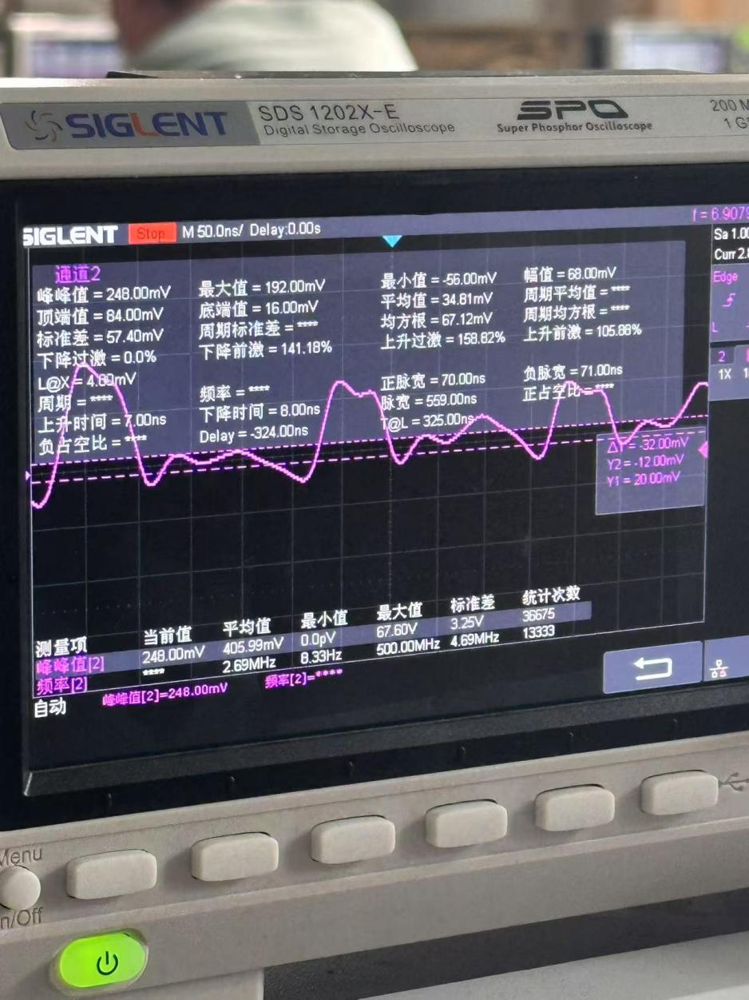 SIGLENT SDS 1202X-E SPO 200 M
Digital Storage Oscilloscope Super Phosphor Oscilloscope
SIGLENT Stop M 50.0ns/ Delay:0.00s f = 6.9079
Sa 1.00
Curr 2.8
Edge
L
2
1X
通道2
峰峰值 = 248.00mV 最大值 = 192.00mV 最小值 = -56.00mV 幅值 = 68.00mV
顶端值 = 84.00mV 底端值 = 16.00mV 平均值 = 34.81mV 周期平均值 = ****
标准差 = 57.40mV 周期标准差 = **** 均方根 = 67.12mV 周期均方根 = ****
下降过激 = 0.0% 下降前激 = 141.18% 上升过激 = 158.82% 上升前激 = 105.88%
L@X = 4.00mV
周期 = **** 频率 = **** 正脉宽 = 70.00ns 负脉宽 = 71.00ns
上升时间 = 7.00ns 下降时间 = 8.00ns 脉宽 = 559.00ns 正占空比 = ****
负占空比 = **** Delay = -324.00ns T@L = 325.00ns
ΔY = -32.00mV
Y2 = -12.00mV
Y1 = 20.00mV
测量项 当前值 平均值 最小值 最大值 标准差 统计次数
峰峰值[2] 248.00mV 405.99mV 0.0pV 67.60V 3.25V 36675
频率[2] **** 2.69MHz 8.33Hz 500.00MHz 4.69MHz 13333
自动 峰峰值[2]=248.00mV 频率[2]=****
Menu
n/Off